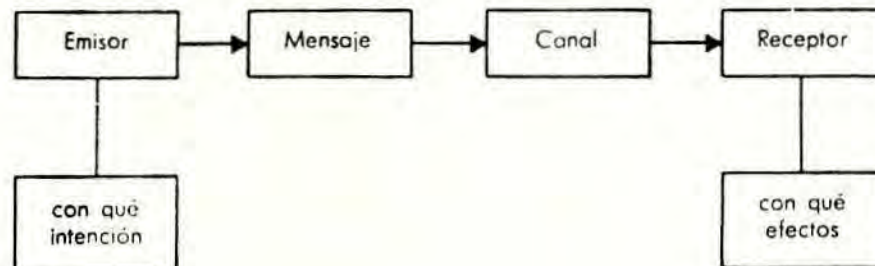 Emisor
Mensaje
Canal
Receptor
con qué
intención
con qué
efectos